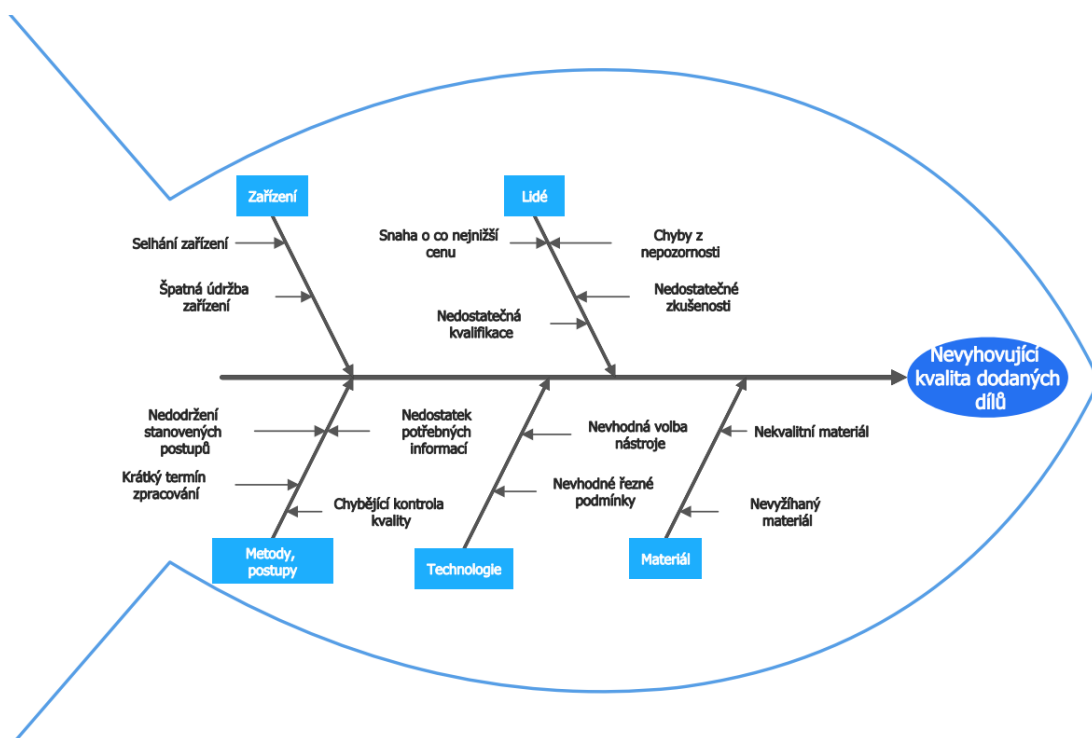 Zařízení
Lidé
Selhání zařízení
Snaha o co nejnižší
cenu
Chyby z
nepozornosti
Špatná údržba
zařízení
Nedostatečné
zkušenosti
Nedostatečná
kvalifikace
Nevyhovující
kvalita dodaných
dílů
Nedodržení
stanovených
postupů
Nedostatek
potřebných
informací
Nevhodná volba
nástroje
Nekvalitní materiál
Krátký termín
zpracování
Nevhodné řezné
podmínky
Chybějící kontrola
kvality
Nevyžíhaný
materiál
Metody,
postupy
Technologie
Materiál